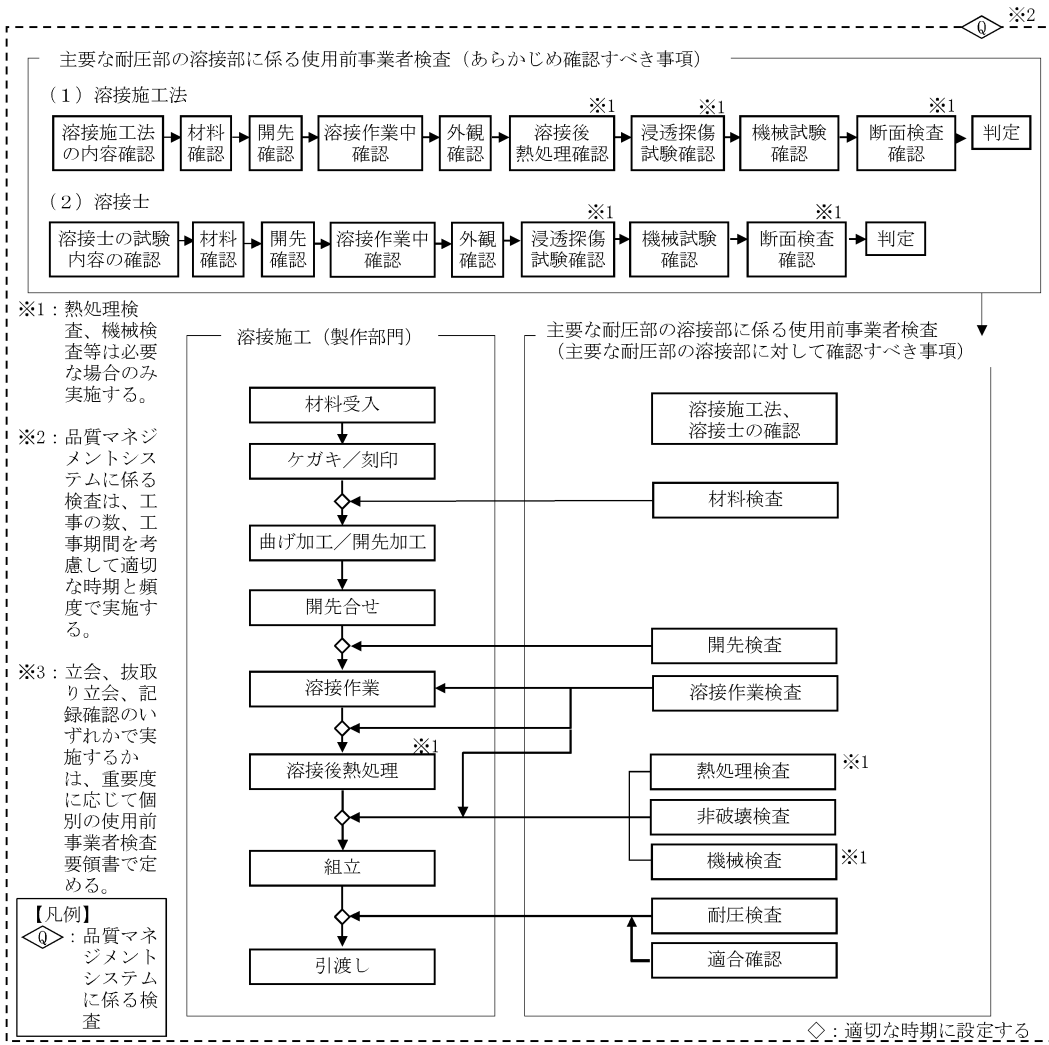 Q ※2
主要な耐圧部の溶接部に係る使用前事業者検査（あらかじめ確認すべき事項）
（１）溶接施工法
溶接施工法
の内容確認
材料
確認
開先
確認
溶接作業中
確認
外観
確認
※1
溶接後
熱処理確認
※1
浸透探傷
試験確認
機械試験
確認
※1
断面検査
確認
判定
（２）溶接士
溶接士の試験
内容の確認
材料
確認
開先
確認
溶接作業中
確認
外観
確認
※1
浸透探傷
試験確認
機械試験
確認
※1
断面検査
確認
判定
※1：熱処理検
査、機械検
査等は必要
な場合のみ
実施する。
※2：品質マネジ
メントシス
テムに係る
検査は、工
事の数、工
事期間を考
慮して適切
な時期と頻
度で実施す
る。
※3：立会、抜取
り立会、記
録確認のい
ずれかで実
施するか
は、重要度
に応じて個
別の使用前
事業者検査
要領書で定
める。
【凡例】
Q：品質マネ
ジメント
システム
に係る検
査
溶接施工（製作部門）
材料受入
ケガキ／刻印
曲げ加工／開先加工
開先合せ
溶接作業
※1
溶接後熱処理
組立
引渡し
主要な耐圧部の溶接部に係る使用前事業者検査
（主要な耐圧部の溶接部に対して確認すべき事項）
溶接施工法、
溶接士の確認
材料検査
開先検査
溶接作業検査
熱処理検査 ※1
非破壊検査
機械検査 ※1
耐圧検査
適合確認
◇：適切な時期に設定する